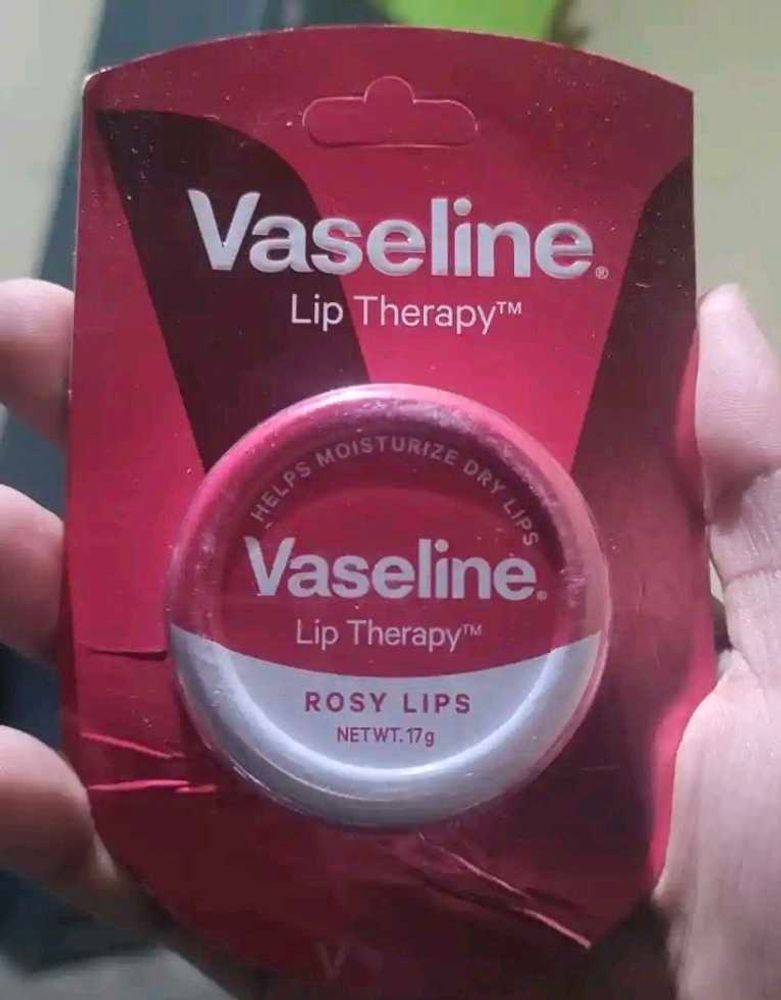 Vaseline®
Lip Therapy™
HELPS MOISTURIZE DRY LIPS
Vaseline®
Lip Therapy™
ROSY LIPS
NET WT. 17g